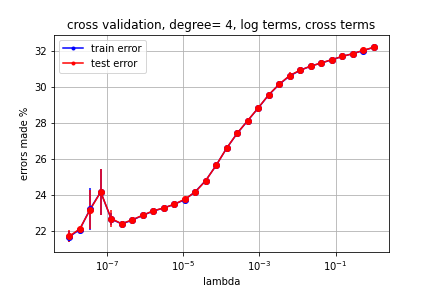 cross validation, degree= 4, log terms, cross terms
train error
test error
errors made %
32
30
28
26
24
22
10⁻⁷
10⁻⁵
10⁻³
10⁻¹
lambda